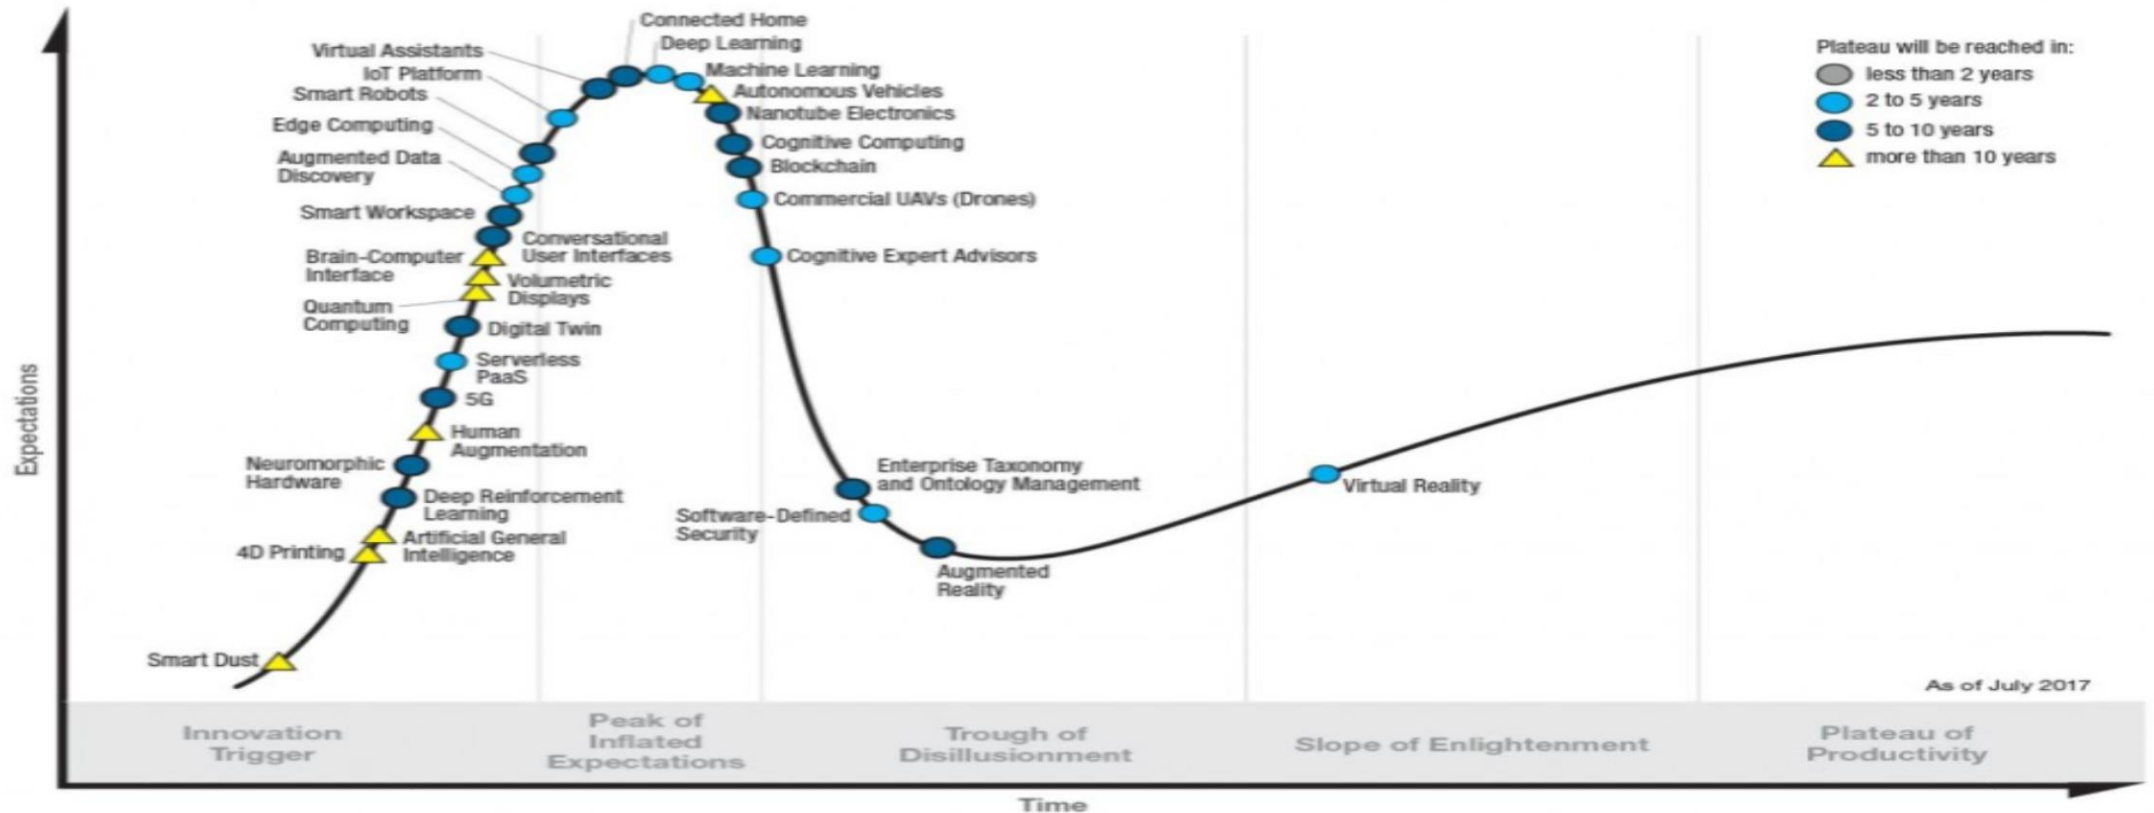 Connected Home
Deep Learning
Virtual Assistants
IoT Platform
Smart Robots
Edge Computing
Augmented Data
Discovery
Smart Workspace
Conversational
User Interfaces
Brain-Computer
Interface
Volumetric
Displays
Quantum
Computing
Digital Twin
Serverless
PaaS
5G
Human
Augmentation
Neuromorphic
Hardware
Deep Reinforcement
Learning
Artificial General
Intelligence
4D Printing
Smart Dust
Machine Learning
Autonomous Vehicles
Nanotube Electronics
Cognitive Computing
Blockchain
Commercial UAVs (Drones)
Cognitive Expert Advisors
Enterprise Taxonomy
and Ontology Management
Software-Defined
Security
Augmented
Reality
Virtual Reality
Plateau will be reached in:
less than 2 years
2 to 5 years
5 to 10 years
more than 10 years
As of July 2017
Expectations
Innovation
Trigger
Peak of
Inflated
Expectations
Trough of
Disillusionment
Slope of Enlightenment
Plateau of
Productivity
Time